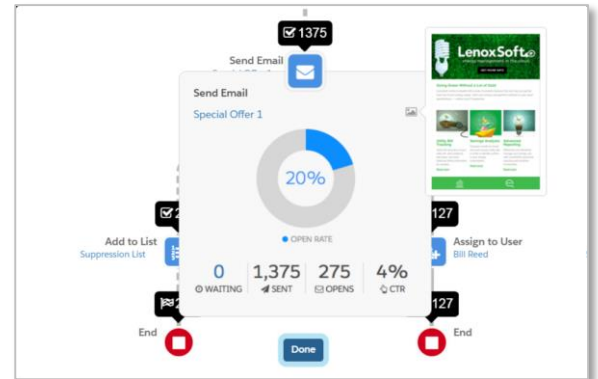 1375
Send Email
LenoxSoft
Send Email
Special Offer 1
20%
OPEN RATE
Add to List
Suppression List
127
Assign to User
Bill Reed
0
1,375
275
4%
WAITING
SENT
OPENS
CTR
127
End
End
Done